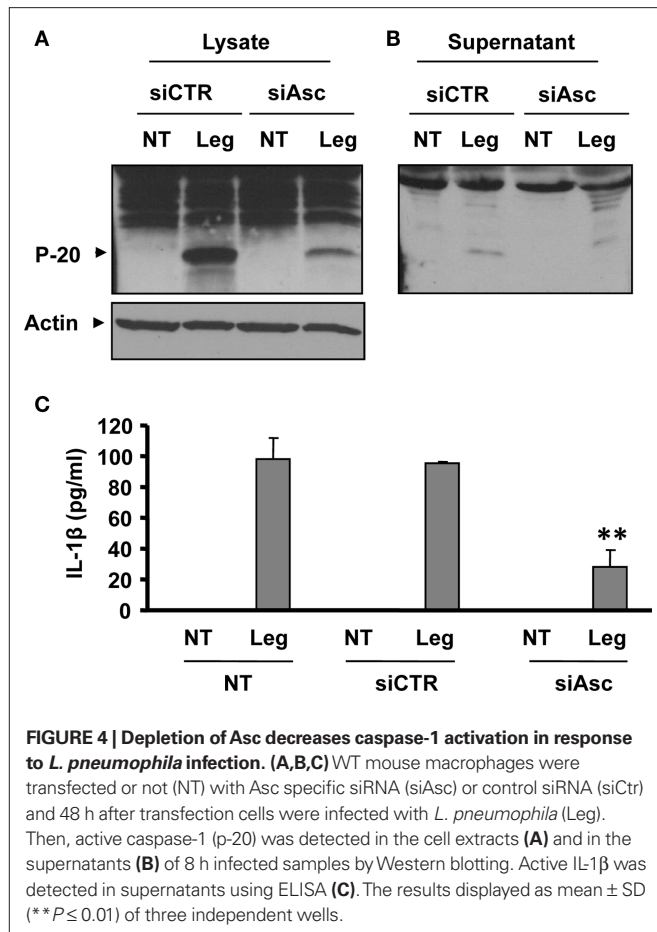 A
Lysate
siCTR siAsc
NT Leg NT Leg
P-20
Actin
B
Supernatant
siCTR siAsc
NT Leg NT Leg
C
IL-1β (pg/ml)
120
100
80
60
40
20
0
**
NT Leg NT Leg NT Leg
NT siCTR siAsc
FIGURE 4 | Depletion of Asc decreases caspase-1 activation in response
to L. pneumophila infection. (A,B,C) WT mouse macrophages were
transfected or not (NT) with Asc specific siRNA (siAsc) or control siRNA (siCtr)
and 48 h after transfection cells were infected with L. pneumophila (Leg).
Then, active caspase-1 (p-20) was detected in the cell extracts (A) and in the
supernatants (B) of 8 h infected samples by Western blotting. Active IL-1β was
detected in supernatants using ELISA (C). The results displayed as mean ± SD
(**P ≤ 0.01) of three independent wells.